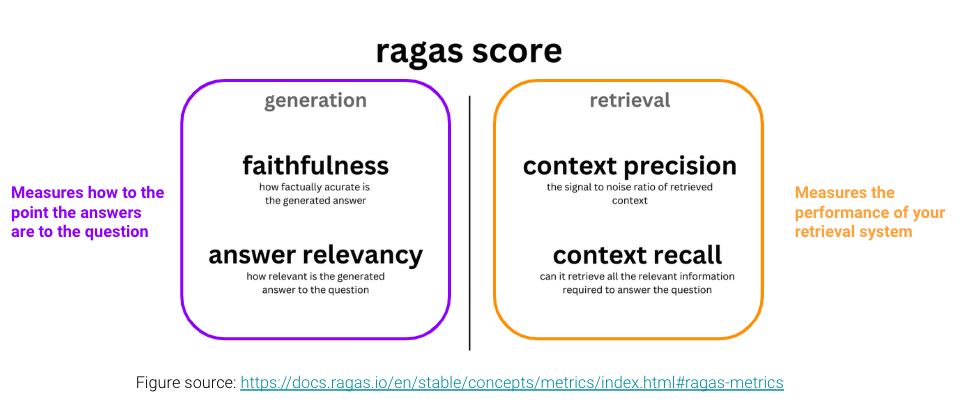 ragas score
generation
faithfulness
how factually acurate is
the generated answer
answer relevancy
how relevant is the generated
answer to the question
retrieval
context precision
the signal to noise ratio of retrieved
context
context recall
can it retrieve all the relevant information
required to answer the question
Measures how to the
point the answers
are to the question
Measures the
performance of your
retrieval system
Figure source: https://docs.ragas.io/en/stable/concepts/metrics/index.html#ragas-metrics